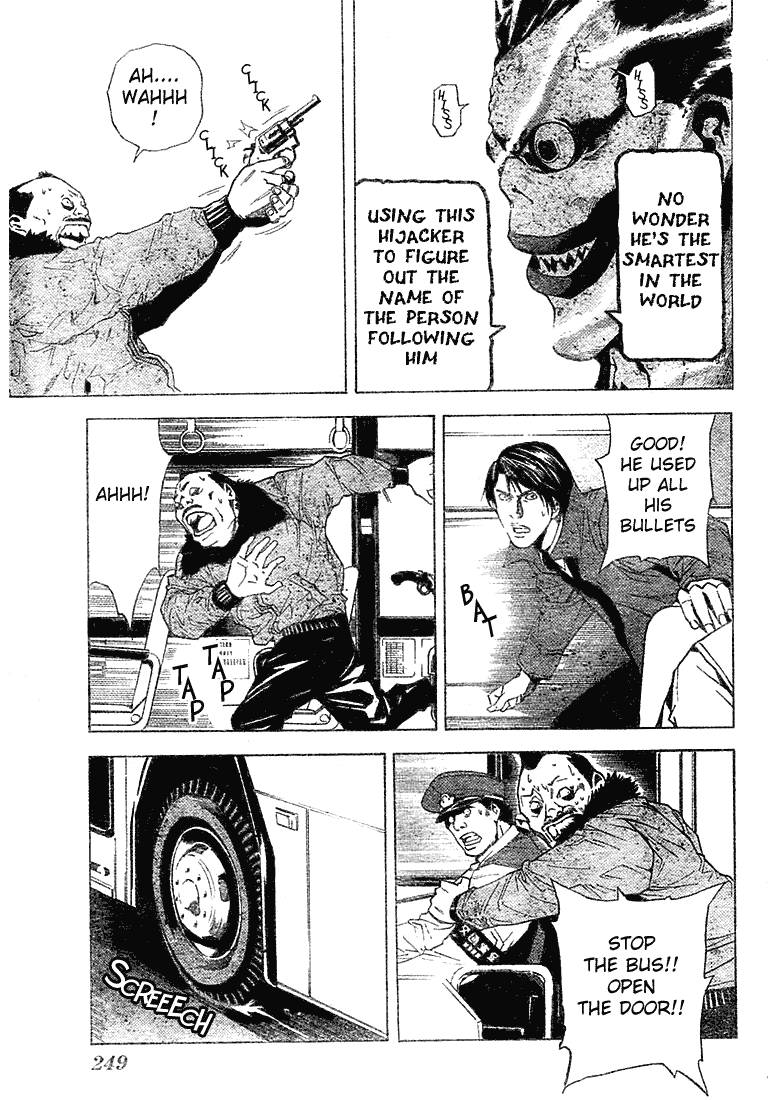 NO
WONDER
HE'S THE
SMARTEST
IN THE
WORLD
HISS
HISS
USING THIS
HIJACKER
TO FIGURE
OUT THE
NAME OF
THE PERSON
FOLLOWING
HIM
CLICK
CLICK
AH....
WAHHH
!
GOOD!
HE USED
UP ALL
HIS
BULLETS
BAT
AHHH!
TAP
TAP
STOP
THE BUS!!
OPEN
THE DOOR!!
SCREEECH
249